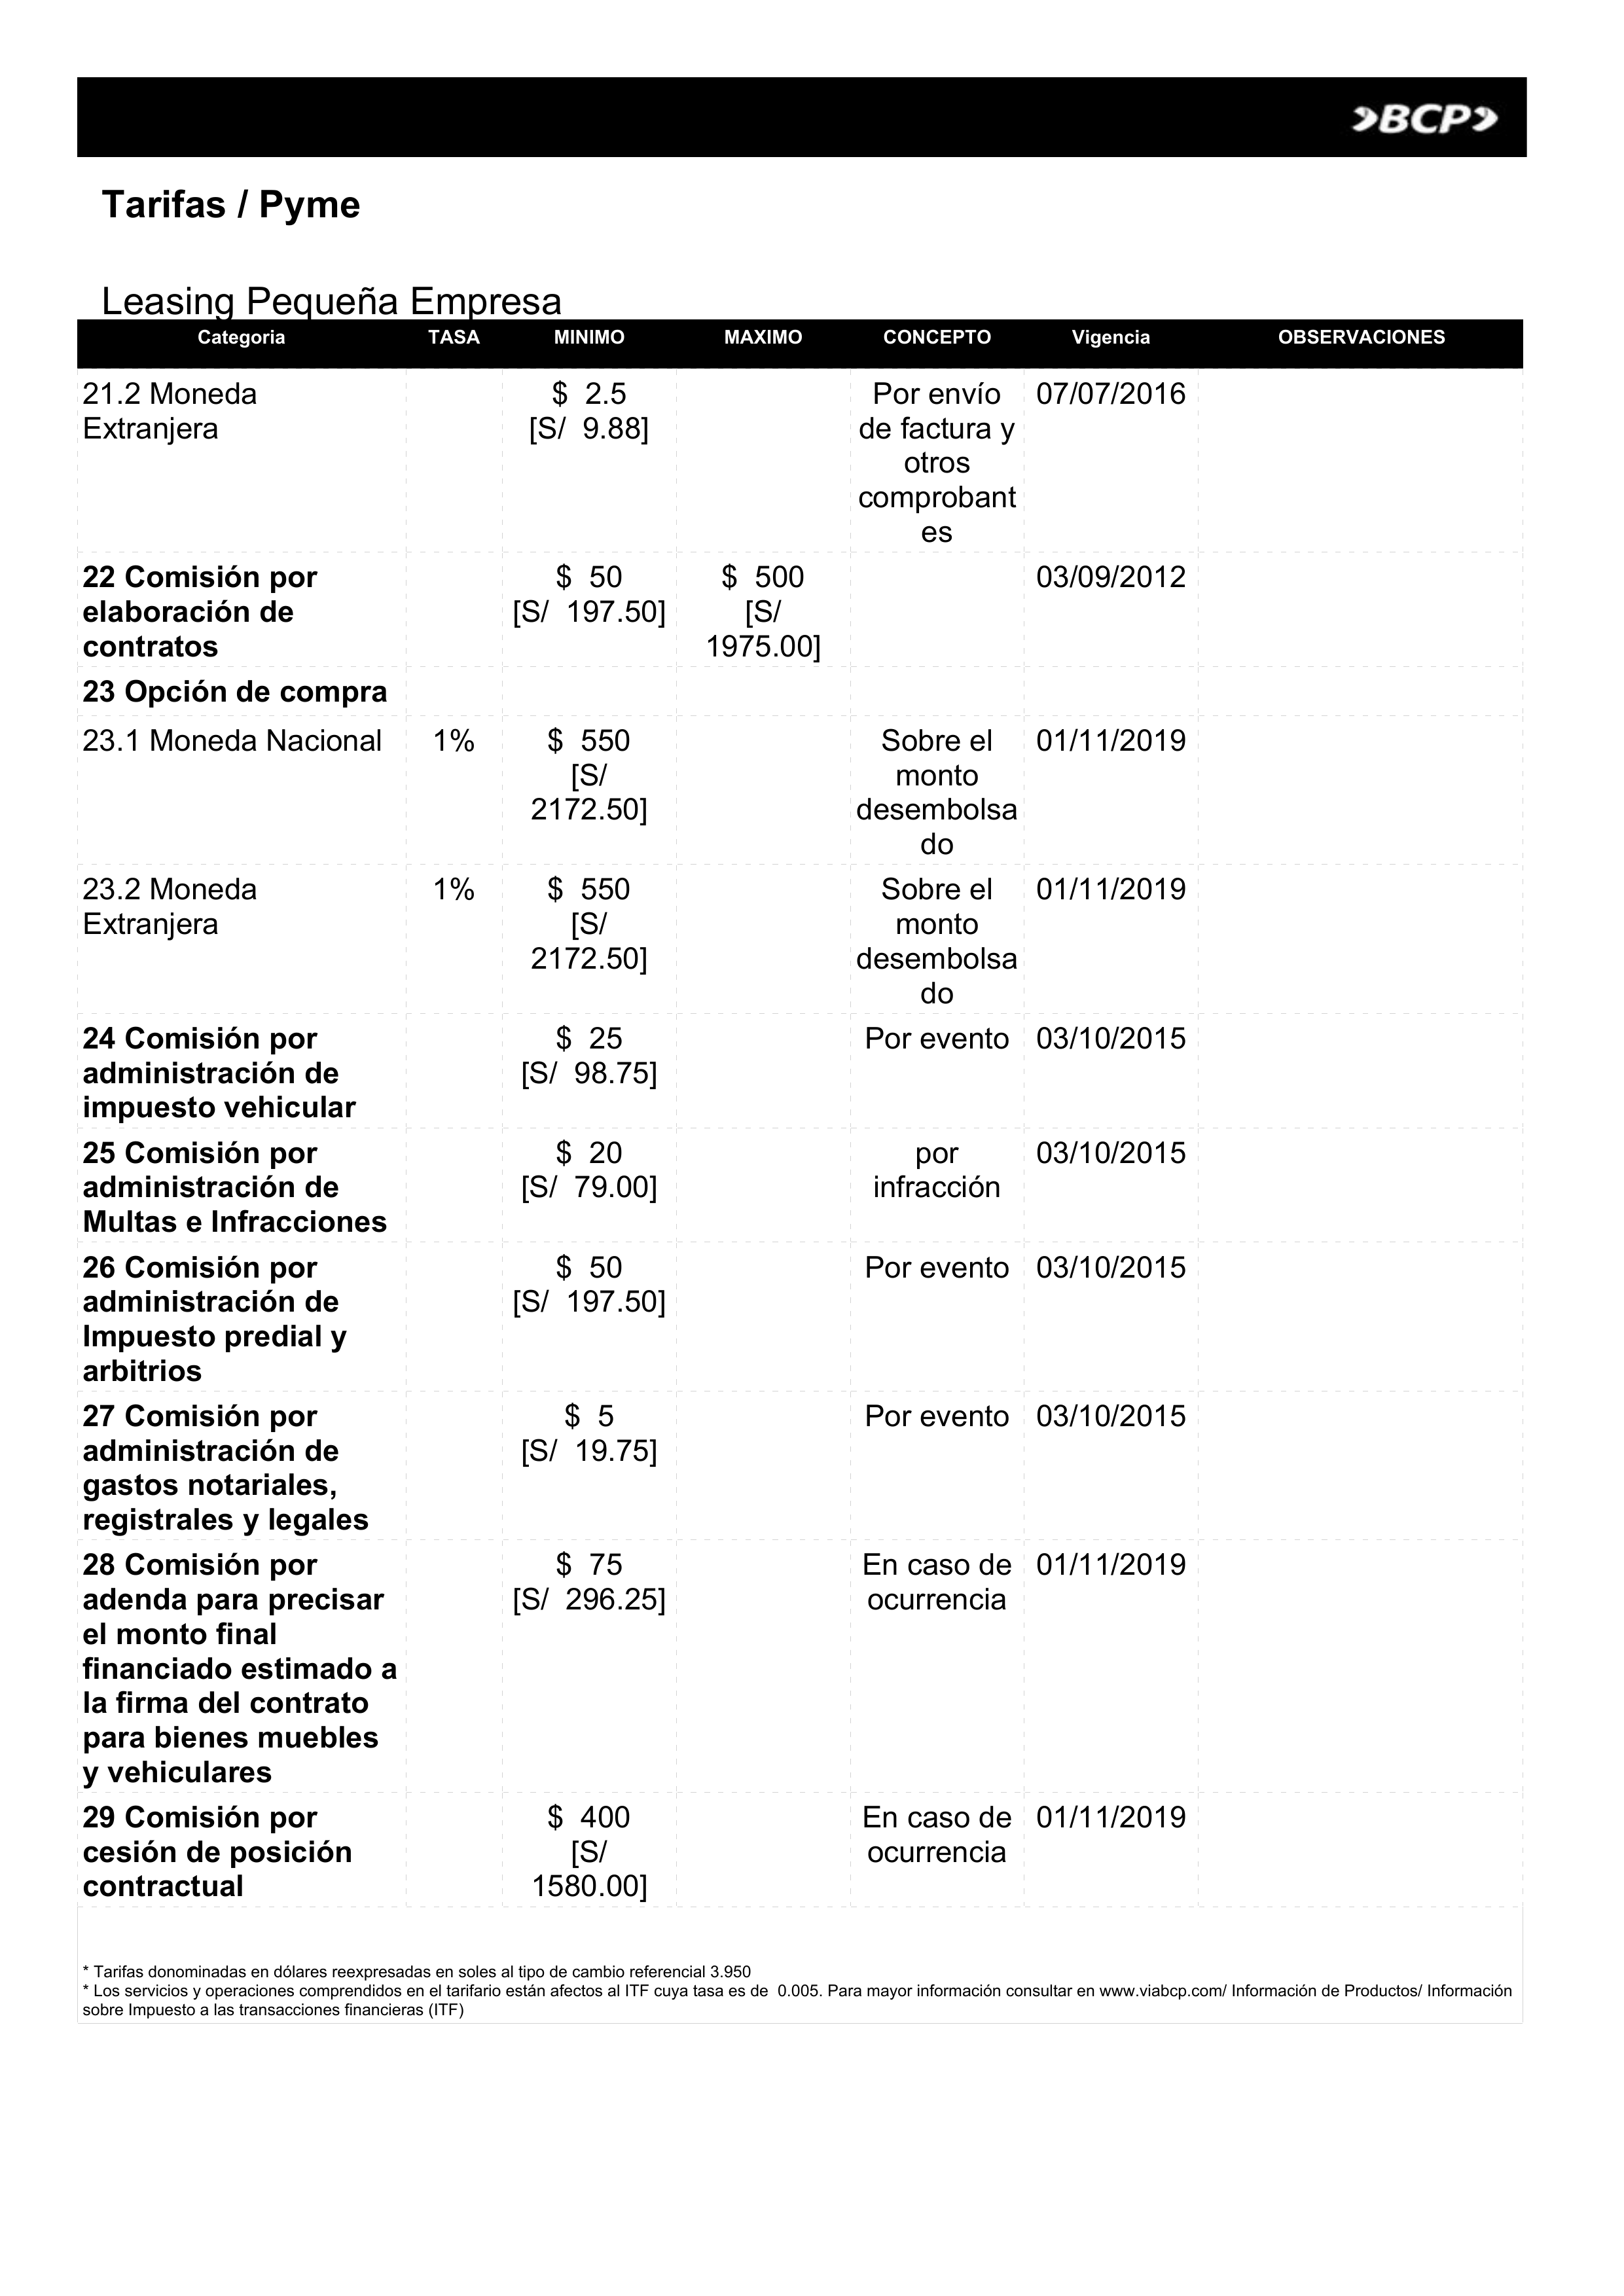 BCP
Tarifas / Pyme
Leasing Pequeña Empresa
Categoria TASA MINIMO MAXIMO CONCEPTO Vigencia OBSERVACIONES
21.2 Moneda $ 2.5 Por envío 07/07/2016
Extranjera [S/ 9.88] de factura y
otros
comprobant
es
22 Comisión por $ 50 $ 500 03/09/2012
elaboración de [S/ 197.50] [S/
contratos 1975.00]
23 Opción de compra
23.1 Moneda Nacional 1% $ 550 Sobre el 01/11/2019
[S/ monto
2172.50] desembolsa
do
23.2 Moneda 1% $ 550 Sobre el 01/11/2019
Extranjera [S/ monto
2172.50] desembolsa
do
24 Comisión por $ 25 Por evento 03/10/2015
administración de [S/ 98.75]
impuesto vehicular
25 Comisión por $ 20 por 03/10/2015
administración de [S/ 79.00] infracción
Multas e Infracciones
26 Comisión por $ 50 Por evento 03/10/2015
administración de [S/ 197.50]
Impuesto predial y
arbitrios
27 Comisión por $ 5 Por evento 03/10/2015
administración de [S/ 19.75]
gastos notariales,
registrales y legales
28 Comisión por $ 75 En caso de 01/11/2019
adenda para precisar [S/ 296.25] ocurrencia
el monto final
financiado estimado a
la firma del contrato
para bienes muebles
y vehiculares
29 Comisión por $ 400 En caso de 01/11/2019
cesión de posición [S/ ocurrencia
contractual 1580.00]
* Tarifas donominadas en dólares reexpresadas en soles al tipo de cambio referencial 3.950
* Los servicios y operaciones comprendidos en el tarifario están afectos al ITF cuya tasa es de 0.005. Para mayor información consultar en www.viabcp.com/ Información de Productos/ Información
sobre Impuesto a las transacciones financieras (ITF)